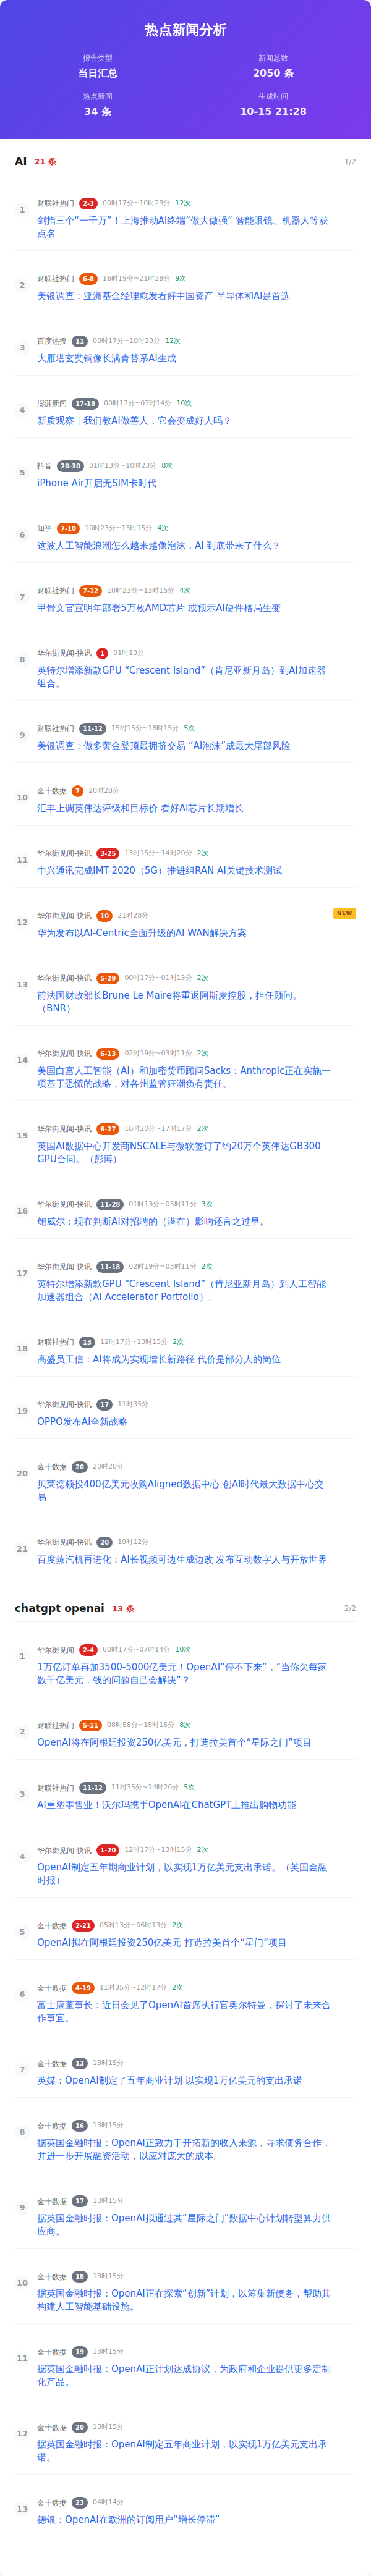 热点新闻分析
报告类型
当日汇总
新闻总数
2050 条
热点新闻
34 条
生成时间
10-15 21:28
AI 21 条 1/2
1
财联社热门 2-3 00时17分~10时23分 12次
剑指三个“一千万”！上海推动AI终端“做大做强” 智能眼镜、机器人等获
点名
2
财联社热门 6-8 16时19分~21时28分 9次
美银调查：亚洲基金经理愈发看好中国资产 半导体和AI是首选
3
百度热搜 11 00时17分~10时23分 12次
大雁塔玄奘铜像长满青苔系AI生成
4
澎湃新闻 17-18 00时17分~07时14分 10次
新质观察｜我们教AI做善人，它会变成好人吗？
5
抖音 20-30 01时13分~10时23分 8次
iPhone Air开启无SIM卡时代
6
知乎 7-10 10时23分~13时15分 4次
这波人工智能浪潮怎么越来越像泡沫，AI 到底带来了什么？
7
财联社热门 7-12 10时23分~13时15分 4次
甲骨文官宣明年部署5万枚AMD芯片 或预示AI硬件格局生变
8
华尔街见闻-快讯 1 01时13分
英特尔增添新款GPU “Crescent Island”（肯尼亚新月岛）到AI加速器
组合。
9
财联社热门 11-12 15时15分~18时15分 5次
美银调查：做多黄金登顶最拥挤交易 “AI泡沫”成最大尾部风险
10
金十数据 7 20时28分
汇丰上调英伟达评级和目标价 看好AI芯片长期增长
11
华尔街见闻-快讯 3-25 13时15分~14时20分 2次
中兴通讯完成IMT-2020（5G）推进组RAN AI关键技术测试
12
华尔街见闻-快讯 10 21时28分
NEW
华为发布以AI-Centric全面升级的AI WAN解决方案
13
华尔街见闻-快讯 5-29 00时17分~01时13分 2次
前法国财政部长Brune Le Maire将重返阿斯麦控股，担任顾问。
（BNR）
14
华尔街见闻-快讯 6-13 02时19分~03时11分 2次
美国白宫人工智能（AI）和加密货币顾问Sacks：Anthropic正在实施一
项基于恐慌的战略，对各州监管狂潮负有责任。
15
华尔街见闻-快讯 6-27 16时20分~17时17分 2次
英国AI数据中心开发商NSCALE与微软签订了约20万个英伟达GB300
GPU合同。（彭博）
16
华尔街见闻-快讯 11-28 01时13分~03时11分 3次
鲍威尔：现在判断AI对招聘的（潜在）影响还言之过早。
17
华尔街见闻-快讯 11-18 02时19分~03时11分 2次
英特尔增添新款GPU “Crescent Island”（肯尼亚新月岛）到人工智能
加速器组合（AI Accelerator Portfolio）。
18
财联社热门 13 12时17分~13时15分 2次
高盛员工信：AI将成为实现增长新路径 代价是部分人的岗位
19
华尔街见闻-快讯 17 11时35分
OPPO发布AI全新战略
20
金十数据 20 20时28分
贝莱德领投400亿美元收购Aligned数据中心 创AI时代最大数据中心交
易
21
华尔街见闻-快讯 20 19时12分
百度蒸汽机再进化：AI长视频可边生成边改 发布互动数字人与开放世界
chatgpt openai 13 条 2/2
1
华尔街见闻 2-4 00时17分~07时14分 10次
1万亿订单再加3500-5000亿美元！OpenAI“停不下来”，“当你欠每家
数千亿美元，钱的问题自己会解决”？
2
财联社热门 5-11 08时58分~15时15分 8次
OpenAI将在阿根廷投资250亿美元，打造拉美首个“星际之门”项目
3
财联社热门 11-12 11时35分~14时20分 5次
AI重塑零售业！沃尔玛携手OpenAI在ChatGPT上推出购物功能
4
华尔街见闻-快讯 1-20 12时17分~13时15分 2次
OpenAI制定五年期商业计划，以实现1万亿美元支出承诺。（英国金融
时报）
5
金十数据 2-21 05时13分~06时13分 2次
OpenAI拟在阿根廷投资250亿美元 打造拉美首个“星门”项目
6
金十数据 4-19 11时35分~12时17分 2次
富士康董事长：近日会见了OpenAI首席执行官奥尔特曼，探讨了未来合
作事宜。
7
金十数据 13 13时15分
英媒：OpenAI制定了五年商业计划 以实现1万亿美元的支出承诺
8
金十数据 16 13时15分
据英国金融时报：OpenAI正致力于开拓新的收入来源，寻求债务合作，
并进一步开展融资活动，以应对庞大的成本。
9
金十数据 17 13时15分
据英国金融时报：OpenAI拟通过其“星际之门”数据中心计划转型算力供
应商。
10
金十数据 18 13时15分
据英国金融时报：OpenAI正在探索“创新”计划，以筹集新债务，帮助其
构建人工智能基础设施。
11
金十数据 19 13时15分
据英国金融时报：OpenAI正计划达成协议，为政府和企业提供更多定制
化产品。
12
金十数据 20 13时15分
据英国金融时报：OpenAI制定五年商业计划，以实现1万亿美元支出承
诺。
13
金十数据 23 04时14分
德银：OpenAI在欧洲的订阅用户“增长停滞”